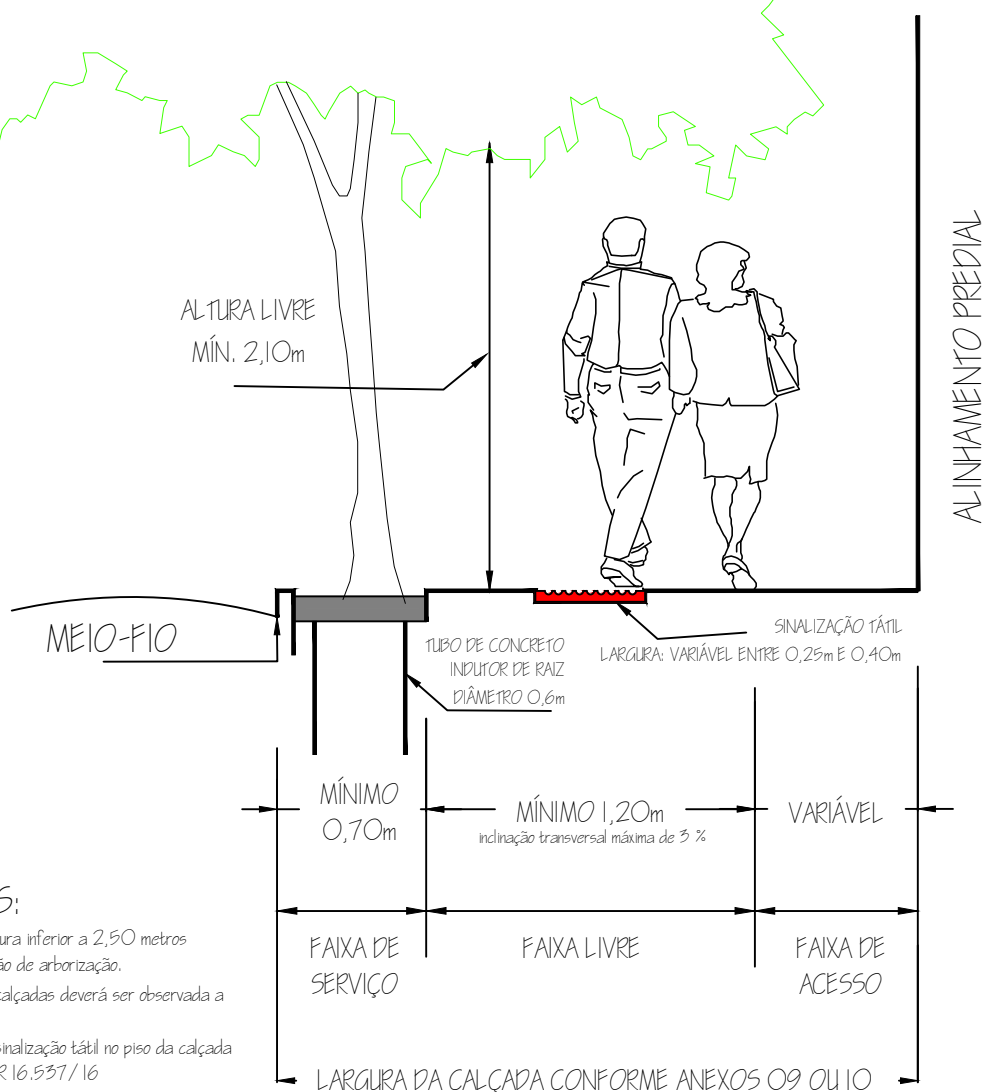 ALTURA LIVRE
MÍN. 2,10m
ALINHAMENTO PREDIAL
MEIO-FIO
TUBO DE CONCRETO
INDUTOR DE RAIZ
DIÂMETRO 0,6m
SINALIZAÇÃO TÁTIL
LARGURA: VARIÁVEL ENTRE 0,25m E 0,40m
MÍNIMO
0,70m
MÍNIMO 1,20m
inclinação transversal máxima de 3 %
VARIÁVEL
FAIXA DE
SERVIÇO
FAIXA LIVRE
FAIXA DE
ACESSO
S:
ura inferior a 2,50 metros
ão de arborização.
calçadas deverá ser observada a
sinalização tátil no piso da calçada
R 16.537/16
LARGURA DA CALÇADA CONFORME ANEXOS 09 OU 10